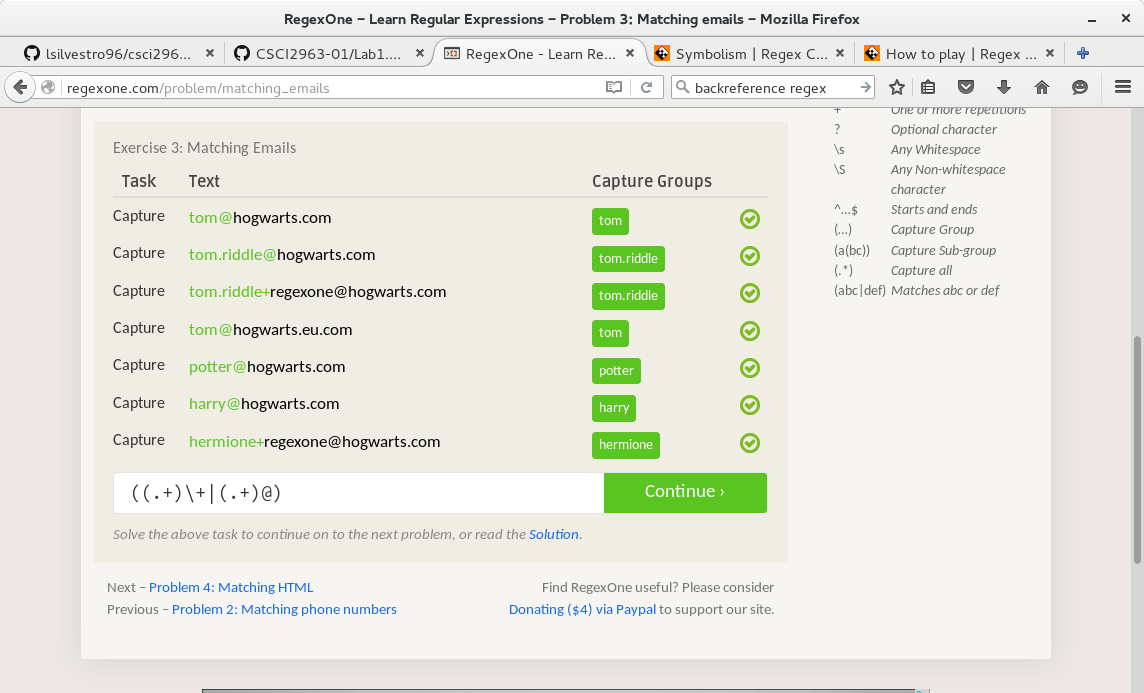 RegexOne – Learn Regular Expressions – Problem 3: Matching emails – Mozilla Firefox
lsilvestro96/csci296... × CSCI2963-01/Lab1.... × RegexOne - Learn Re... × Symbolism | Regex C... × How to play | Regex ... ×
regexone.com/problem/matching_emails backreference regex
Exercise 3: Matching Emails
Task Text Capture Groups
Capture tom@hogwarts.com tom
Capture tom.riddle@hogwarts.com tom.riddle
Capture tom.riddle+regexone@hogwarts.com tom.riddle
Capture tom@hogwarts.eu.com tom
Capture potter@hogwarts.com potter
Capture harry@hogwarts.com harry
Capture hermione+regexone@hogwarts.com hermione
((.+)\+|(.+)@) Continue ›
Solve the above task to continue on to the next problem, or read the Solution.
Next – Problem 4: Matching HTML
Previous – Problem 2: Matching phone numbers
Find RegexOne useful? Please consider
Donating ($4) via Paypal to support our site.
+ One or more repetitions
? Optional character
\s Any Whitespace
\S Any Non-whitespace
character
^…$ Starts and ends
(…) Capture Group
(a(bc)) Capture Sub-group
(.*) Capture all
(abc|def) Matches abc or def